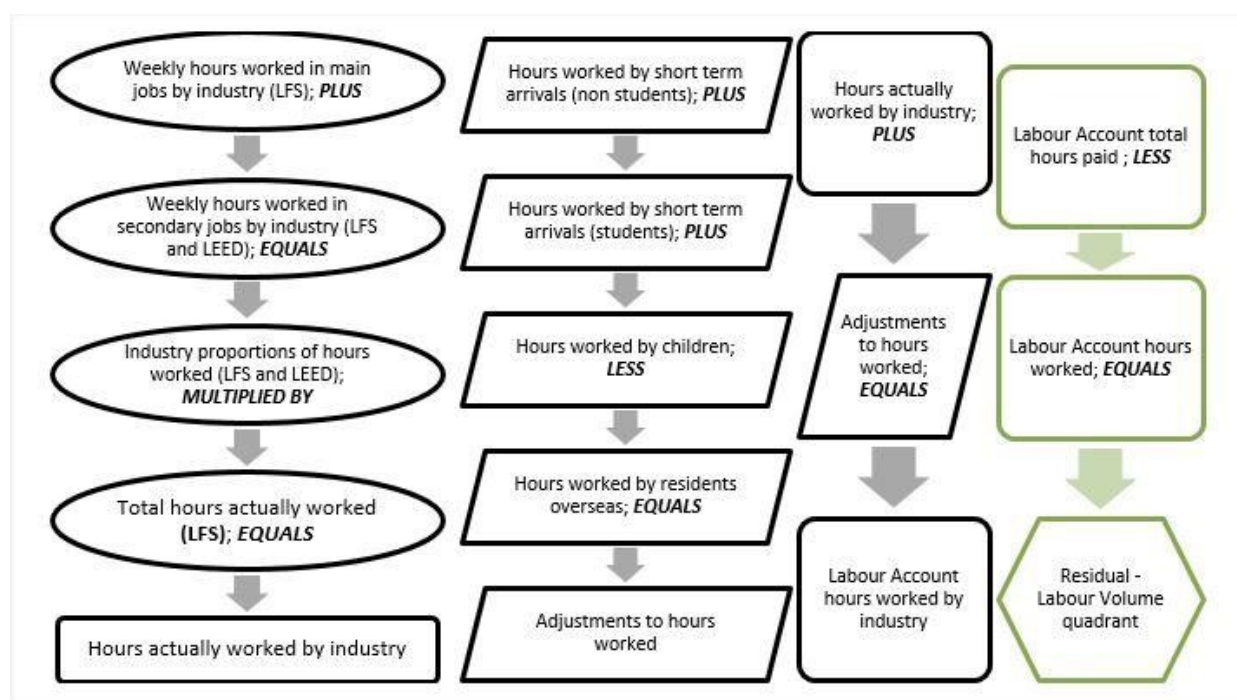 Weekly hours worked in main
jobs by industry (LFS); PLUS
Weekly hours worked in
secondary jobs by industry (LFS
and LEED); EQUALS
Industry proportions of hours
worked (LFS and LEED);
MULTIPLIED BY
Total hours actually worked
(LFS); EQUALS
Hours actually worked by industry
Hours worked by short term
arrivals (non students); PLUS
Hours worked by short term
arrivals (students); PLUS
Hours worked by children;
LESS
Hours worked by residents
overseas; EQUALS
Adjustments to hours
worked
Hours actually
worked by industry;
PLUS
Adjustments
to hours
worked;
EQUALS
Labour Account
hours worked by
industry
Labour Account total
hours paid ; LESS
Labour Account hours
worked; EQUALS
Residual -
Labour Volume
quadrant